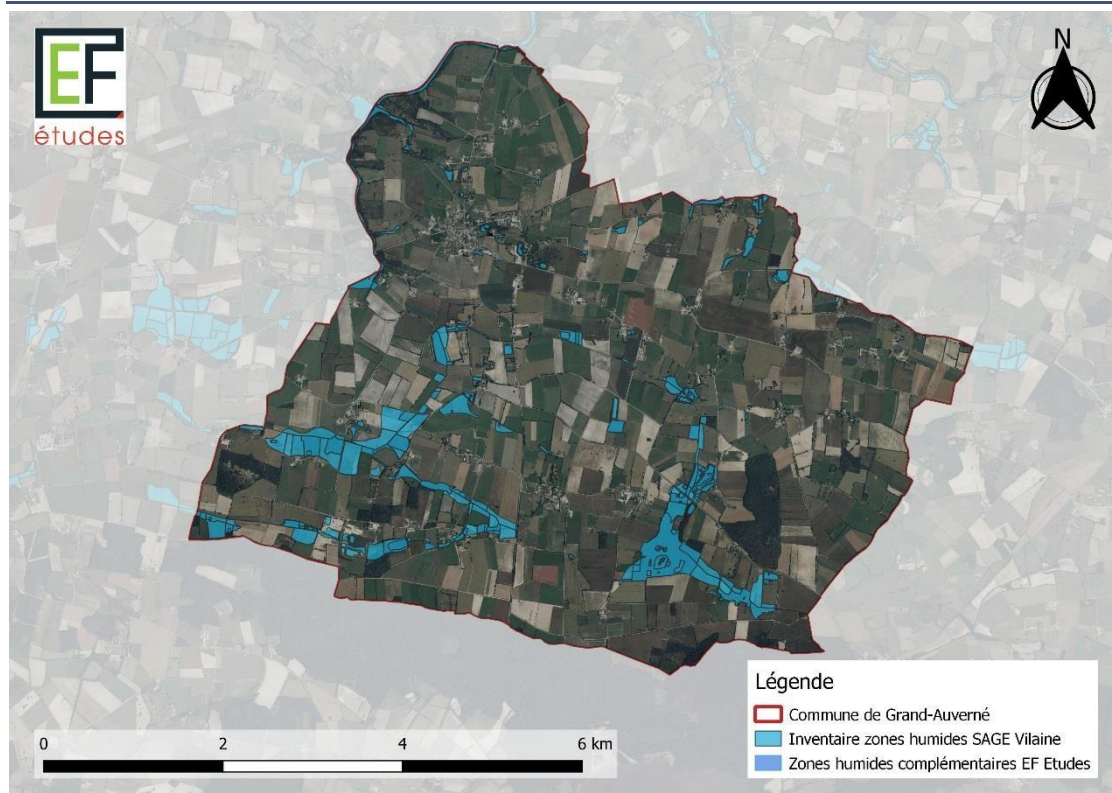 EF
études
N
Légende
Commune de Grand-Auverné
Inventaire zones humides SAGE Vilaine
Zones humides complémentaires EF Etudes
0 2 4 6 km